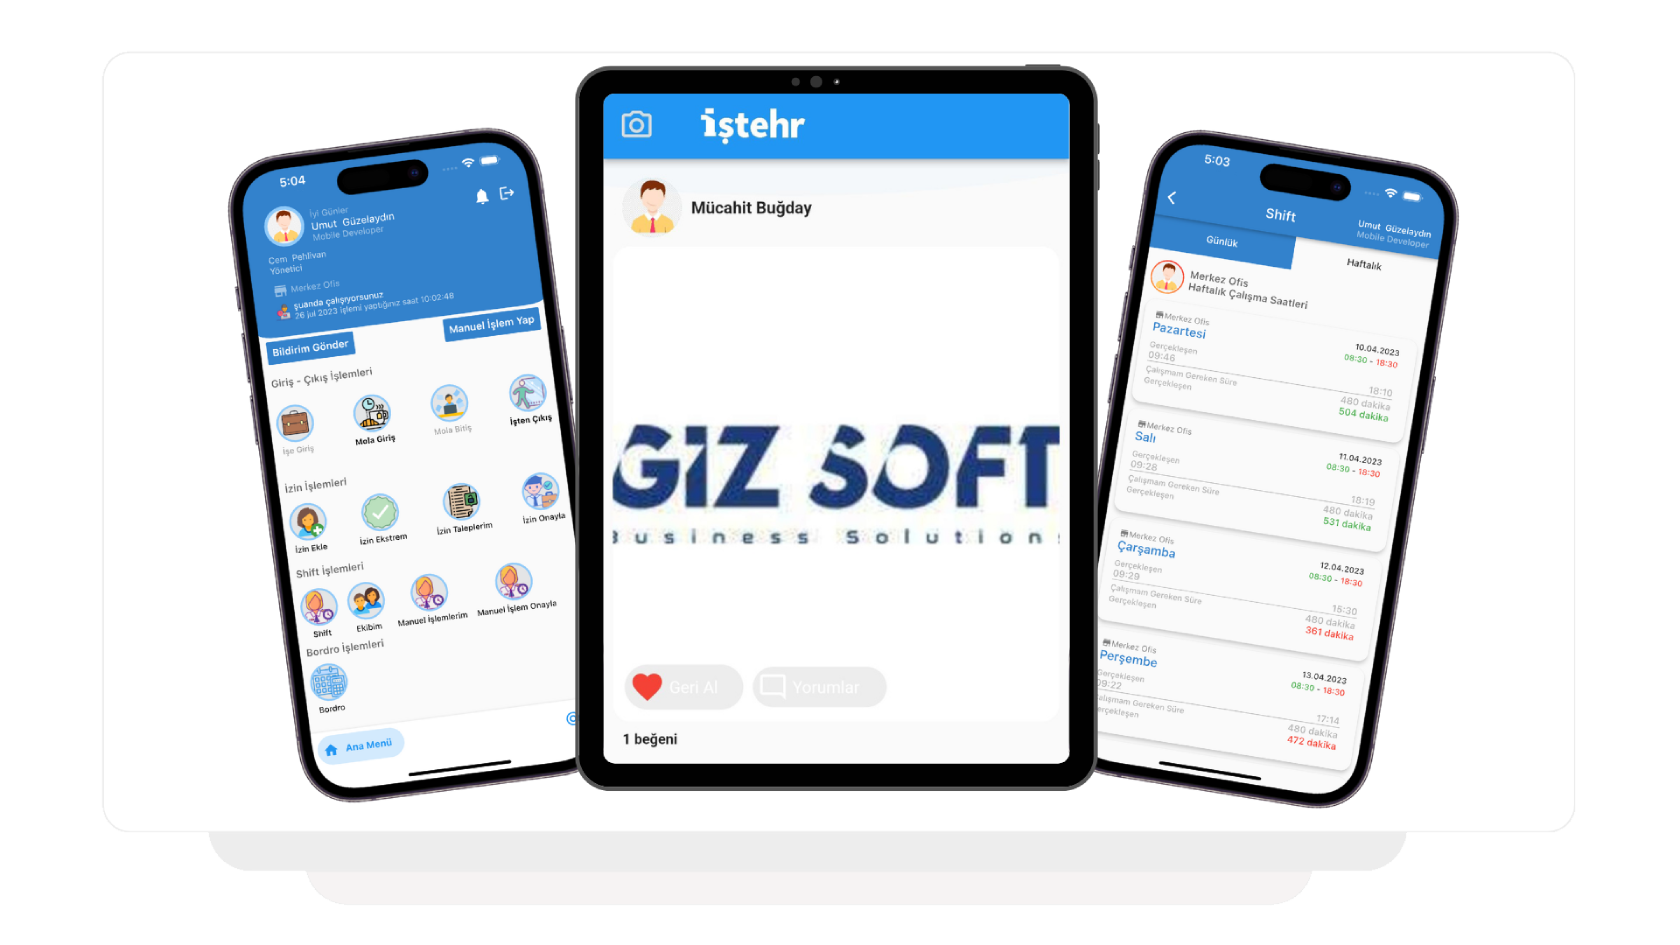 5:04
İyi Günler
Umut Güzelaydın
Mobile Developer
Cem Pehlivan
Yönetici
Merkez Ofis
şuanda çalışıyorsunuz
26 Jul 2023 işlemi yaptığınız saat 10:02:48
Bildirim Gönder
Manuel İşlem Yap
Giriş - Çıkış İşlemleri
İşe Giriş
Mola Giriş
Mola Bitiş
İşten Çıkış
İzin İşlemleri
İzin Ekle
İzin Ekstrem
İzin Taleplerim
İzin Onayla
Shift İşlemleri
Shift
Ekibim
Manuel İşlemlerim
Manuel İşlem Onayla
Bordro İşlemleri
Bordro
Ana Menü
iştehr
Mücahit Buğday
GİZ SOFT
Business Solution
Geri Al
Yorumlar
1 beğeni
5:03
Shift
Umut Güzelaydın
Mobile Developer
Günlük
Haftalık
Merkez Ofis
Haftalık Çalışma Saatleri
Merkez Ofis
Pazartesi
10.04.2023
08:30 - 18:30
Gerçekleşen
09:46
18:10
Çalışmam Gereken Süre
480 dakika
Gerçekleşen
504 dakika
Merkez Ofis
Salı
11.04.2023
08:30 - 18:30
Gerçekleşen
09:28
18:19
Çalışmam Gereken Süre
480 dakika
Gerçekleşen
531 dakika
Merkez Ofis
Çarşamba
12.04.2023
08:30 - 18:30
Gerçekleşen
09:29
15:30
Çalışmam Gereken Süre
480 dakika
Gerçekleşen
361 dakika
Merkez Ofis
Perşembe
13.04.2023
08:30 - 18:30
Gerçekleşen
09:22
17:14
Çalışmam Gereken Süre
480 dakika
Gerçekleşen
472 dakika